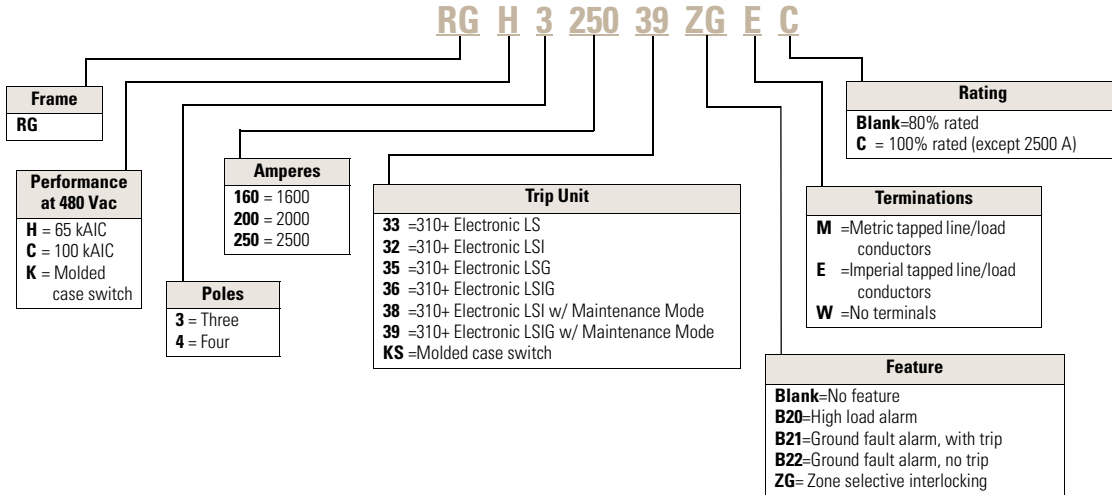 RG H 3 250 39 ZG E C
Frame
RG
Performance
at 480 Vac
H = 65 kAIC
C = 100 kAIC
K = Molded
case switch
Poles
3 = Three
4 = Four
Amperes
160 = 1600
200 = 2000
250 = 2500
Trip Unit
33 =310+ Electronic LS
32 =310+ Electronic LSI
35 =310+ Electronic LSG
36 =310+ Electronic LSIG
38 =310+ Electronic LSI w/ Maintenance Mode
39 =310+ Electronic LSIG w/ Maintenance Mode
KS =Molded case switch
Rating
Blank=80% rated
C = 100% rated (except 2500 A)
Terminations
M =Metric tapped line/load
conductors
E =Imperial tapped line/load
conductors
W =No terminals
Feature
Blank=No feature
B20=High load alarm
B21=Ground fault alarm, with trip
B22=Ground fault alarm, no trip
ZG= Zone selective interlocking